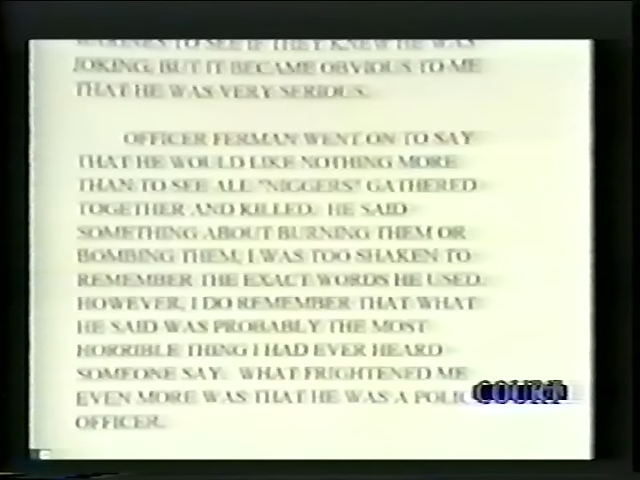 MARINES TO SEE IF THEY KNEW HE WAS
JOKING, BUT IT BECAME OBVIOUS TO ME
THAT HE WAS VERY SERIOUS.
OFFICER FERMAN WENT ON TO SAY
THAT HE WOULD LIKE NOTHING MORE
THAN TO SEE ALL "NIGGERS" GATHERED
TOGETHER AND KILLED. HE SAID
SOMETHING ABOUT BURNING THEM OR
BOMBING THEM, I WAS TOO SHAKEN TO
REMEMBER THE EXACT WORDS HE USED.
HOWEVER, I DO REMEMBER THAT WHAT
HE SAID WAS PROBABLY THE MOST
HORRIBLE THING I HAD EVER HEARD
SOMEONE SAY. WHAT FRIGHTENED ME
EVEN MORE WAS THAT HE WAS A POLIC
OFFICER.
COURT